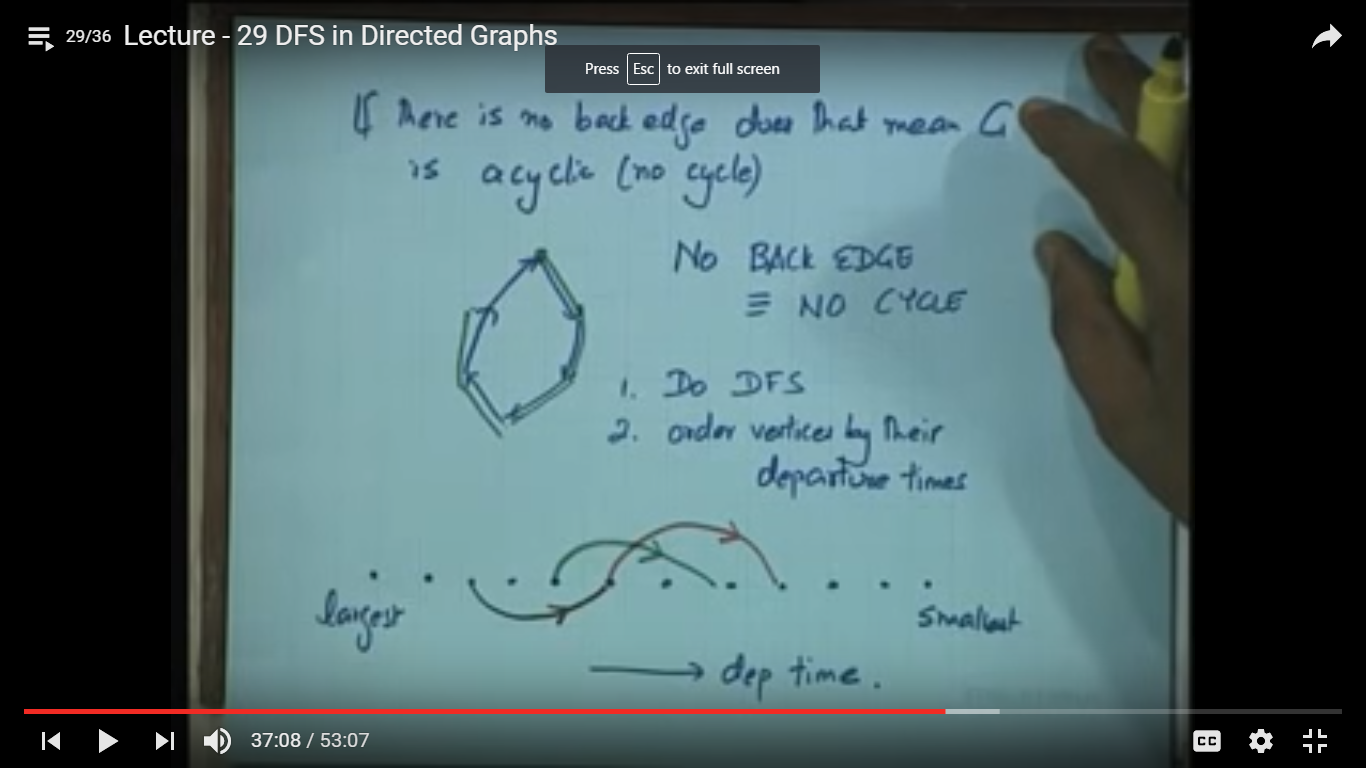 29/36 Lecture - 29 DFS in Directed Graphs
Press Esc to exit full screen
If there is no back edge does that mean G
is acyclic (no cycle)
No BACK EDGE
≡ NO CYCLE
1. Do DFS
2. order vertices by their
departure times
largest
smallest
dep time.
37:08 / 53:07
CC